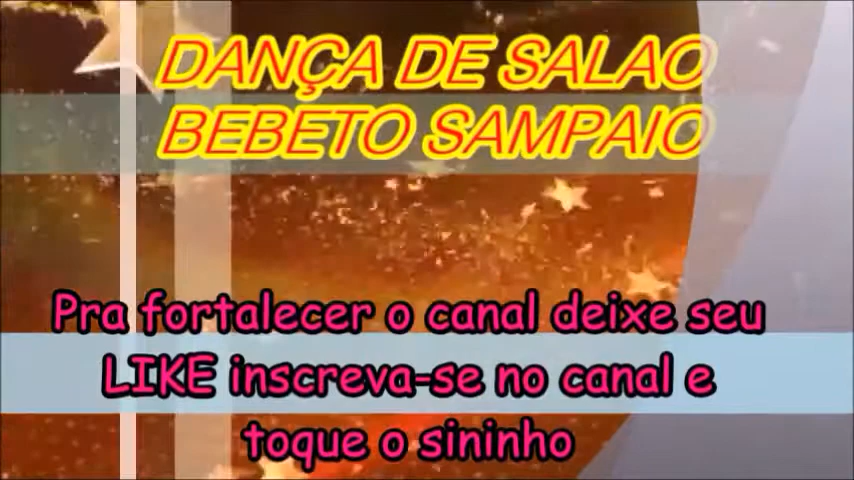 DANÇA DE SALAO
BEBETO SAMPAIO
Pra fortalecer o canal deixe seu
LIKE inscreva-se no canal e
toque o sininho